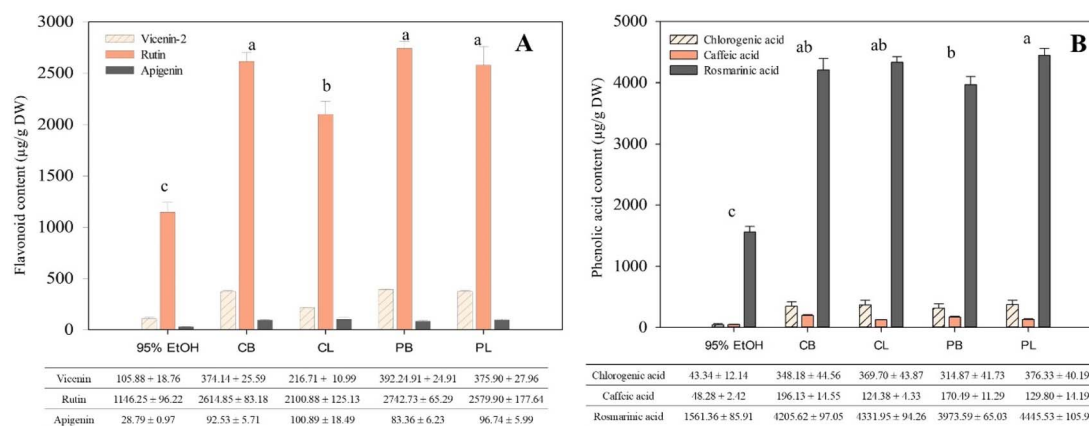 A
Flavonoid content (µg/g DW)
3000
2500
2000
1500
1000
500
0
Vicenin-2
Rutin
Apigenin
c
a
b
a
a
95% EtOH CB CL PB PL
Vicenin 105.88 ± 18.76 374.14 ± 25.59 216.71 ± 10.99 392.24.91 ± 24.91 375.90 ± 27.96
Rutin 1146.25 ± 96.22 2614.85 ± 83.18 2100.88 ± 125.13 2742.73 ± 65.29 2579.90 ± 177.61
Apigenin 28.79 ± 0.97 92.53 ± 5.71 100.89 ± 18.49 83.36 ± 6.23 96.74 ± 5.99
B
Phenolic acid content (µg/g DW)
5000
4000
3000
2000
1000
0
Chlorogenic acid
Caffeic acid
Rosmarinic acid
c
ab
ab
b
a
95% EtOH CB CL PB PL
Chlorogenic acid 43.34 ± 12.14 348.18 ± 44.56 369.70 ± 43.87 314.87 ± 41.73 376.33 ± 40.19
Caffeic acid 48.28 ± 2.42 196.13 ± 14.55 124.38 ± 4.33 170.49 ± 11.29 129.80 ± 14.19
Rosmarinic acid 1561.36 ± 85.91 4205.62 ± 97.05 4331.95 ± 94.26 3973.59 ± 65.03 4445.53 ± 105.9